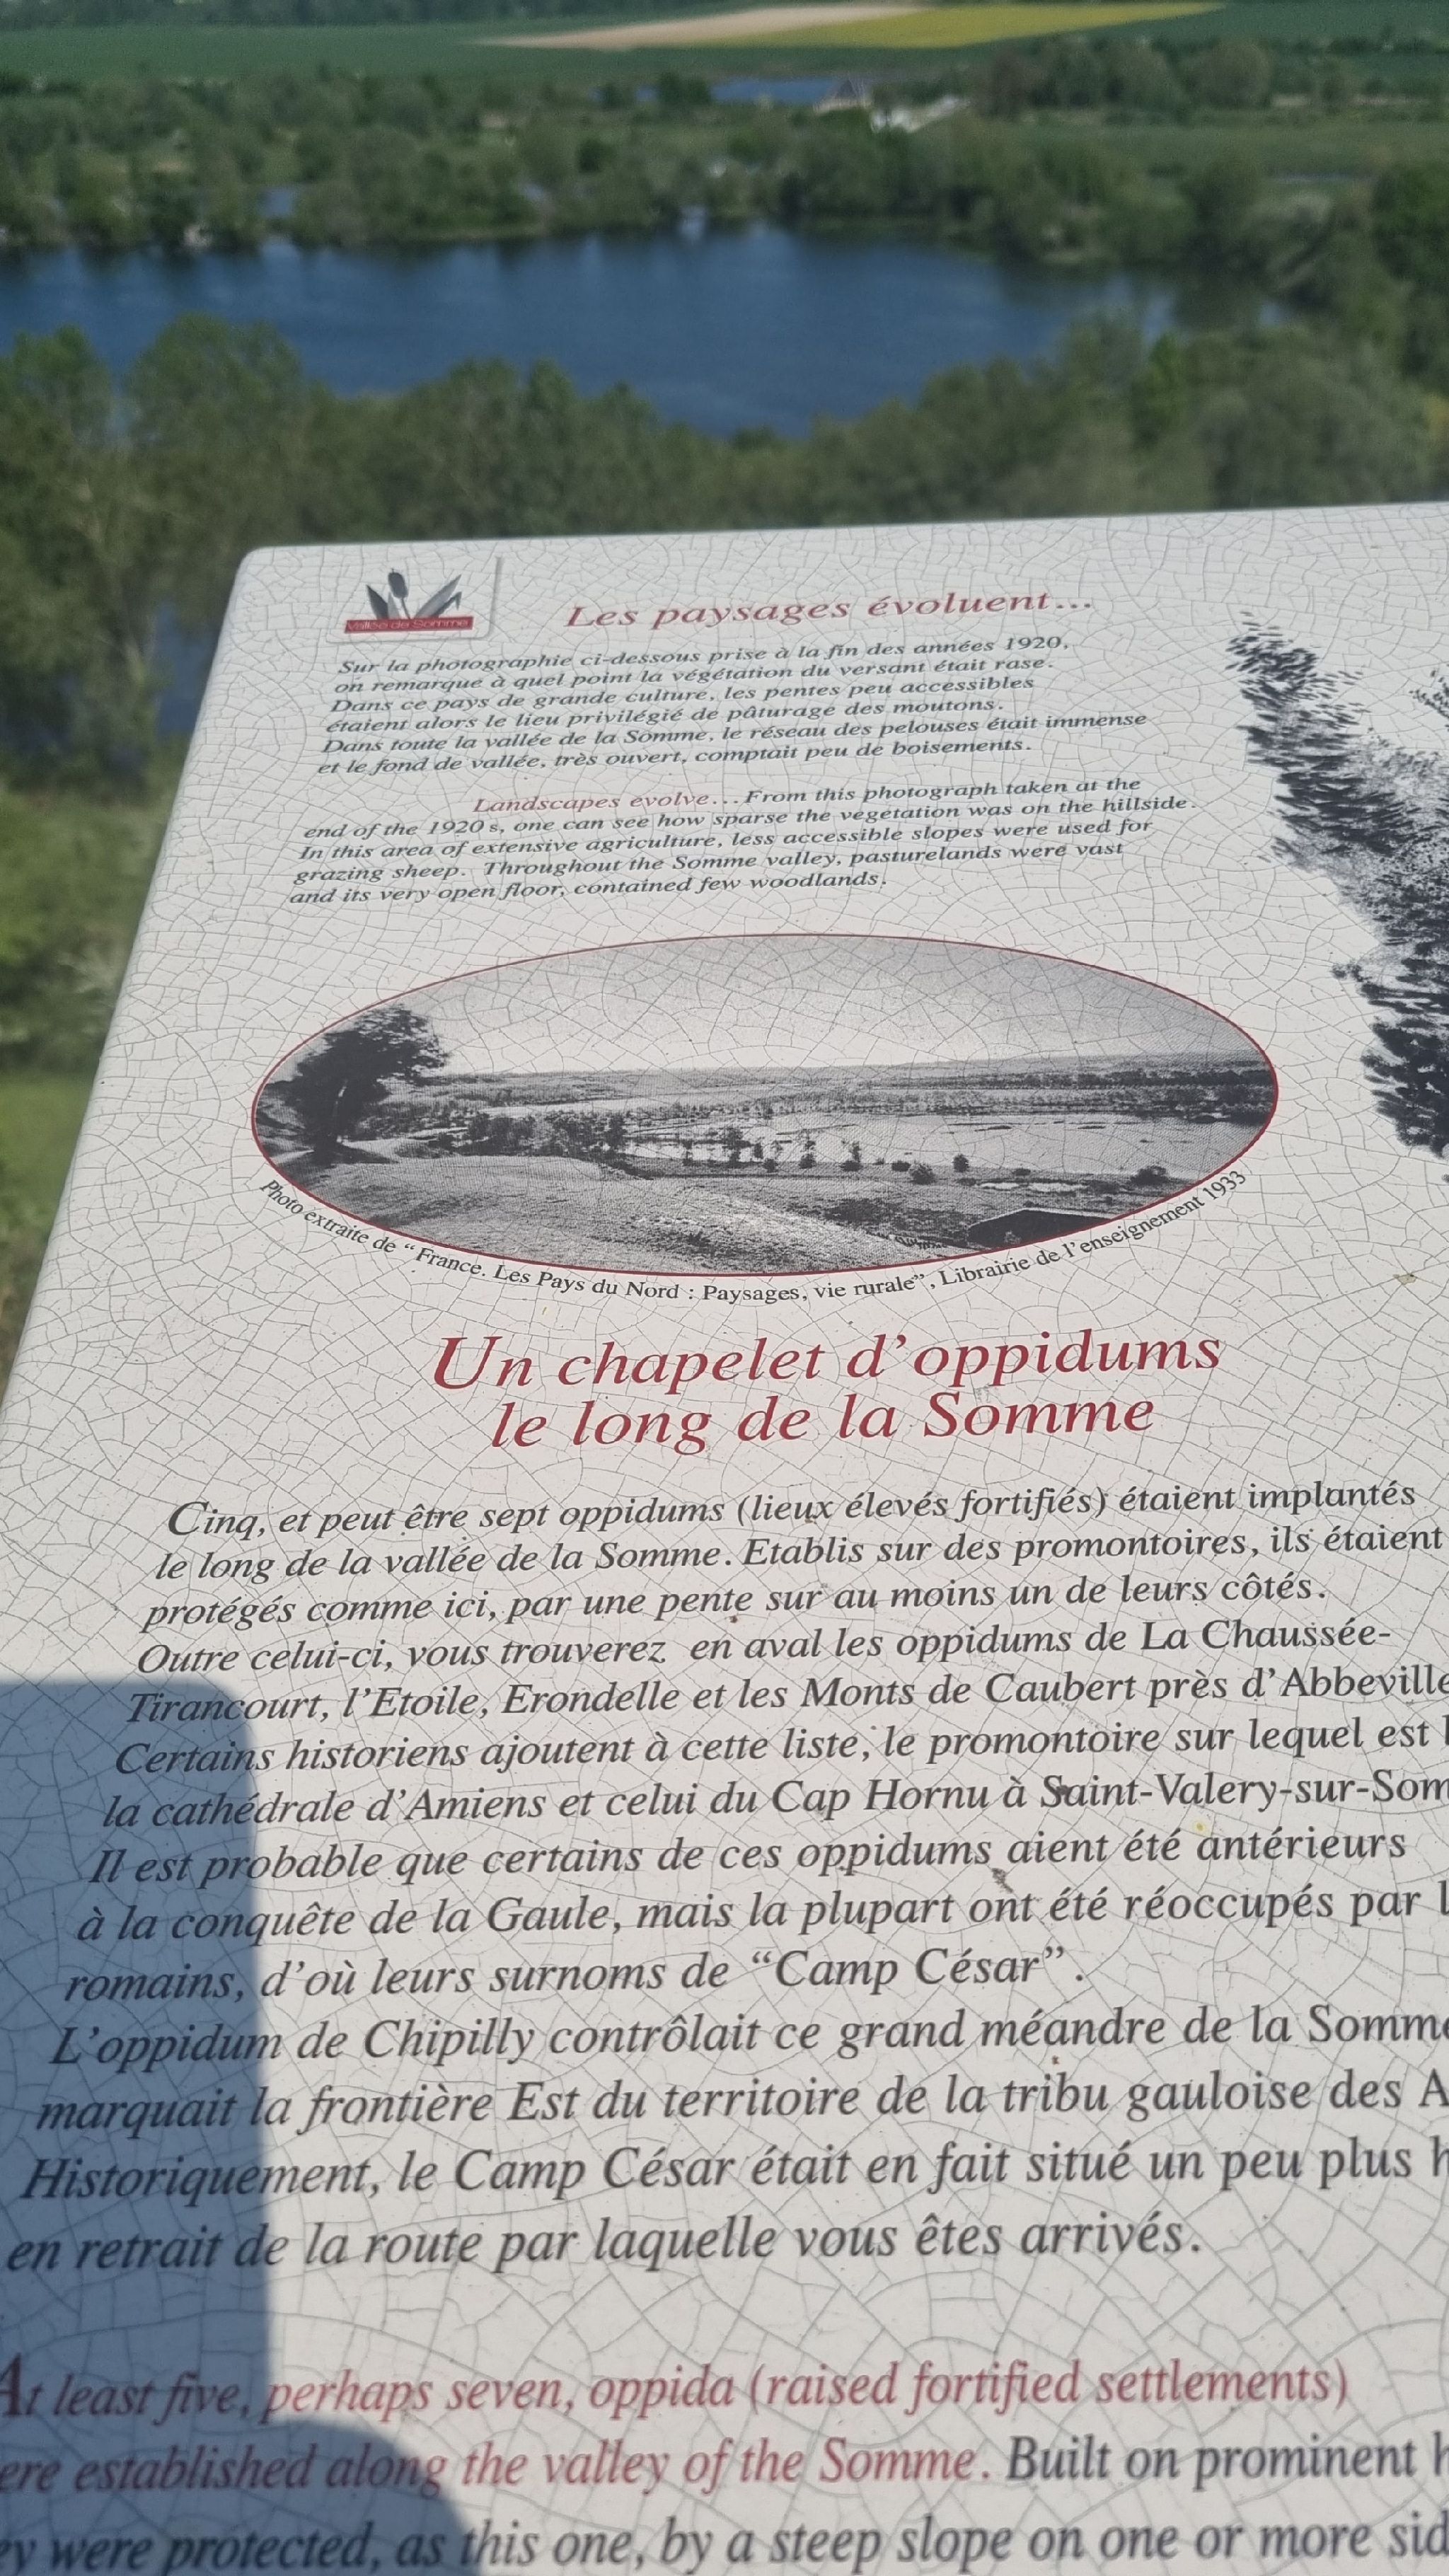 Vallée de Somme
Les paysages évoluent...
Sur la photographie ci-dessous prise à la fin des années 1920,
on remarque à quel point la végétation du versant était rase.
Dans ce pays de grande culture, les pentes peu accessibles
étaient alors le lieu privilégié de pâturage des moutons.
Dans toute la vallée de la Somme, le réseau des pelouses était immense
et le fond de vallée, très ouvert, comptait peu de boisements.
Landscapes evolve...From this photograph taken at the
end of the 1920's, one can see how sparse the vegetation was on the hillside.
In this area of extensive agriculture, less accessible slopes were used for
grazing sheep. Throughout the Somme valley, pasturelands were vast
and its very open floor, contained few woodlands.
Photo extraite de “France. Les Pays du Nord : Paysages, vie rurale”, Librairie de l'enseignement 1933
Un chapelet d'oppidums
le long de la Somme
Cinq, et peut être sept oppidums (lieux élevés fortifiés) étaient implantés
le long de la vallée de la Somme. Etablis sur des promontoires, ils étaient
protégés comme ici, par une pente sur au moins un de leurs côtés.
Outre celui-ci, vous trouverez en aval les oppidums de La Chaussée-
Tirancourt, l'Etoile, Erondelle et les Monts de Caubert près d'Abbeville
Certains historiens ajoutent à cette liste, le promontoire sur lequel est
la cathédrale d'Amiens et celui du Cap Hornu à Saint-Valery-sur-Som
Il est probable que certains de ces oppidums aient été antérieurs
à la conquête de la Gaule, mais la plupart ont été réoccupés par
romains, d'où leurs surnoms de “Camp César”.
L'oppidum de Chipilly contrôlait ce grand méandre de la Somme
marquait la frontière Est du territoire de la tribu gauloise des A
Historiquement, le Camp César était en fait situé un peu plus h
en retrait de la route par laquelle vous êtes arrivés.
At least five, perhaps seven, oppida (raised fortified settlements)
ere established along the valley of the Somme. Built on prominent h
ey were protected, as this one, by a steep slope on one or more sid